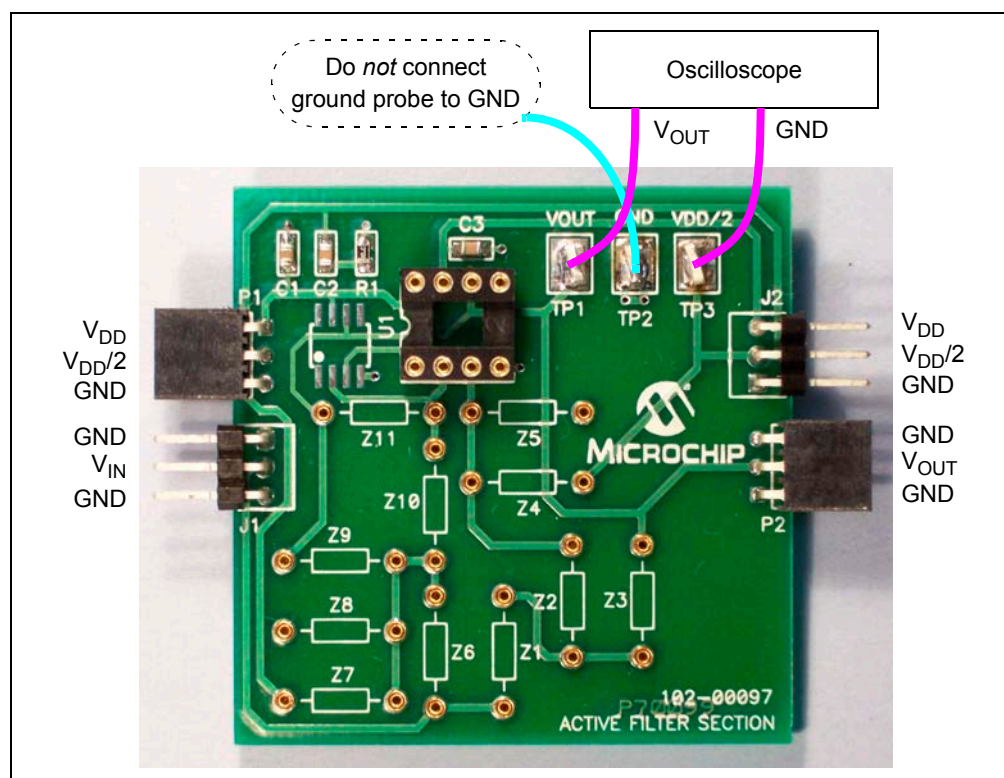 Do not connect
ground probe to GND
Oscilloscope
VOUT
GND
VOUT
GND
VDD/2
C3
C1
C2
R1
P1
U1
TP1
TP2
TP3
J2
VDD
VDD/2
GND
VDD
VDD/2
GND
Z11
Z5
MICROCHIP
GND
VIN
GND
GND
VOUT
GND
J1
Z10
Z4
P2
Z9
Z2
Z3
Z8
Z6
Z1
Z7
102-00097
ACTIVE FILTER SECTION